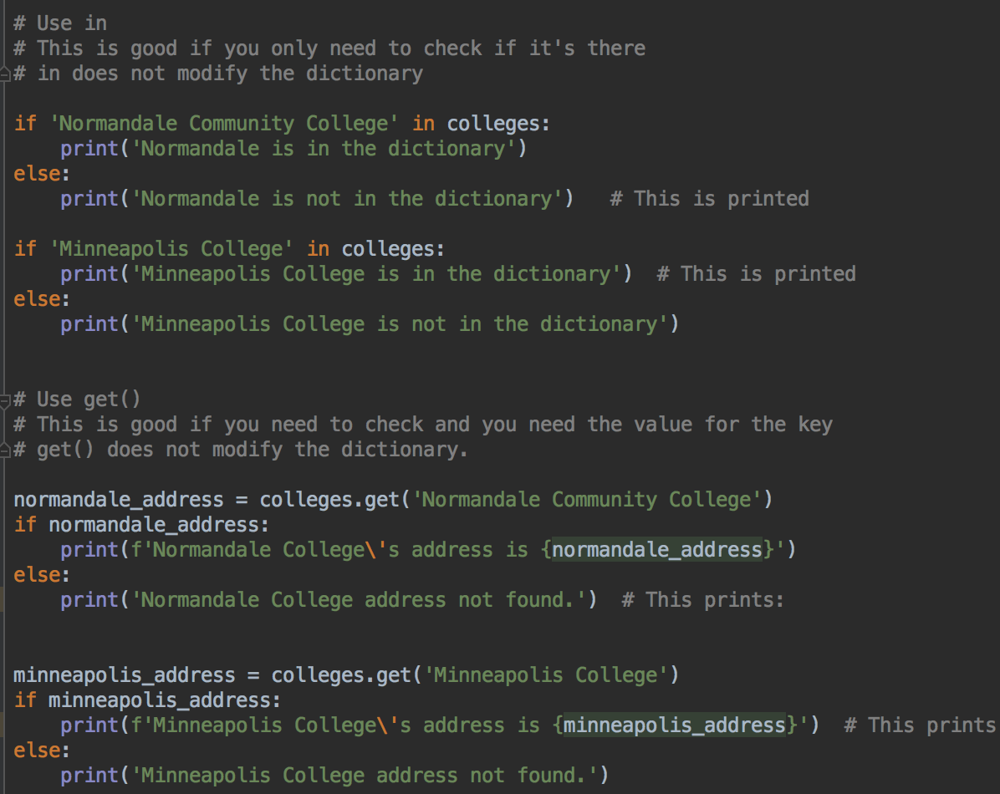 # Use in
# This is good if you only need to check if it's there
# in does not modify the dictionary
if 'Normandale Community College' in colleges:
    print('Normandale is in the dictionary')
else:
    print('Normandale is not in the dictionary')   # This is printed
if 'Minneapolis College' in colleges:
    print('Minneapolis College is in the dictionary')  # This is printed
else:
    print('Minneapolis College is not in the dictionary')
# Use get()
# This is good if you need to check and you need the value for the key
# get() does not modify the dictionary.
normandale_address = colleges.get('Normandale Community College')
if normandale_address:
    print(f'Normandale College\'s address is {normandale_address}')
else:
    print('Normandale College address not found.')  # This prints:
minneapolis_address = colleges.get('Minneapolis College')
if minneapolis_address:
    print(f'Minneapolis College\'s address is {minneapolis_address}')  # This prints
else:
    print('Minneapolis College address not found.')